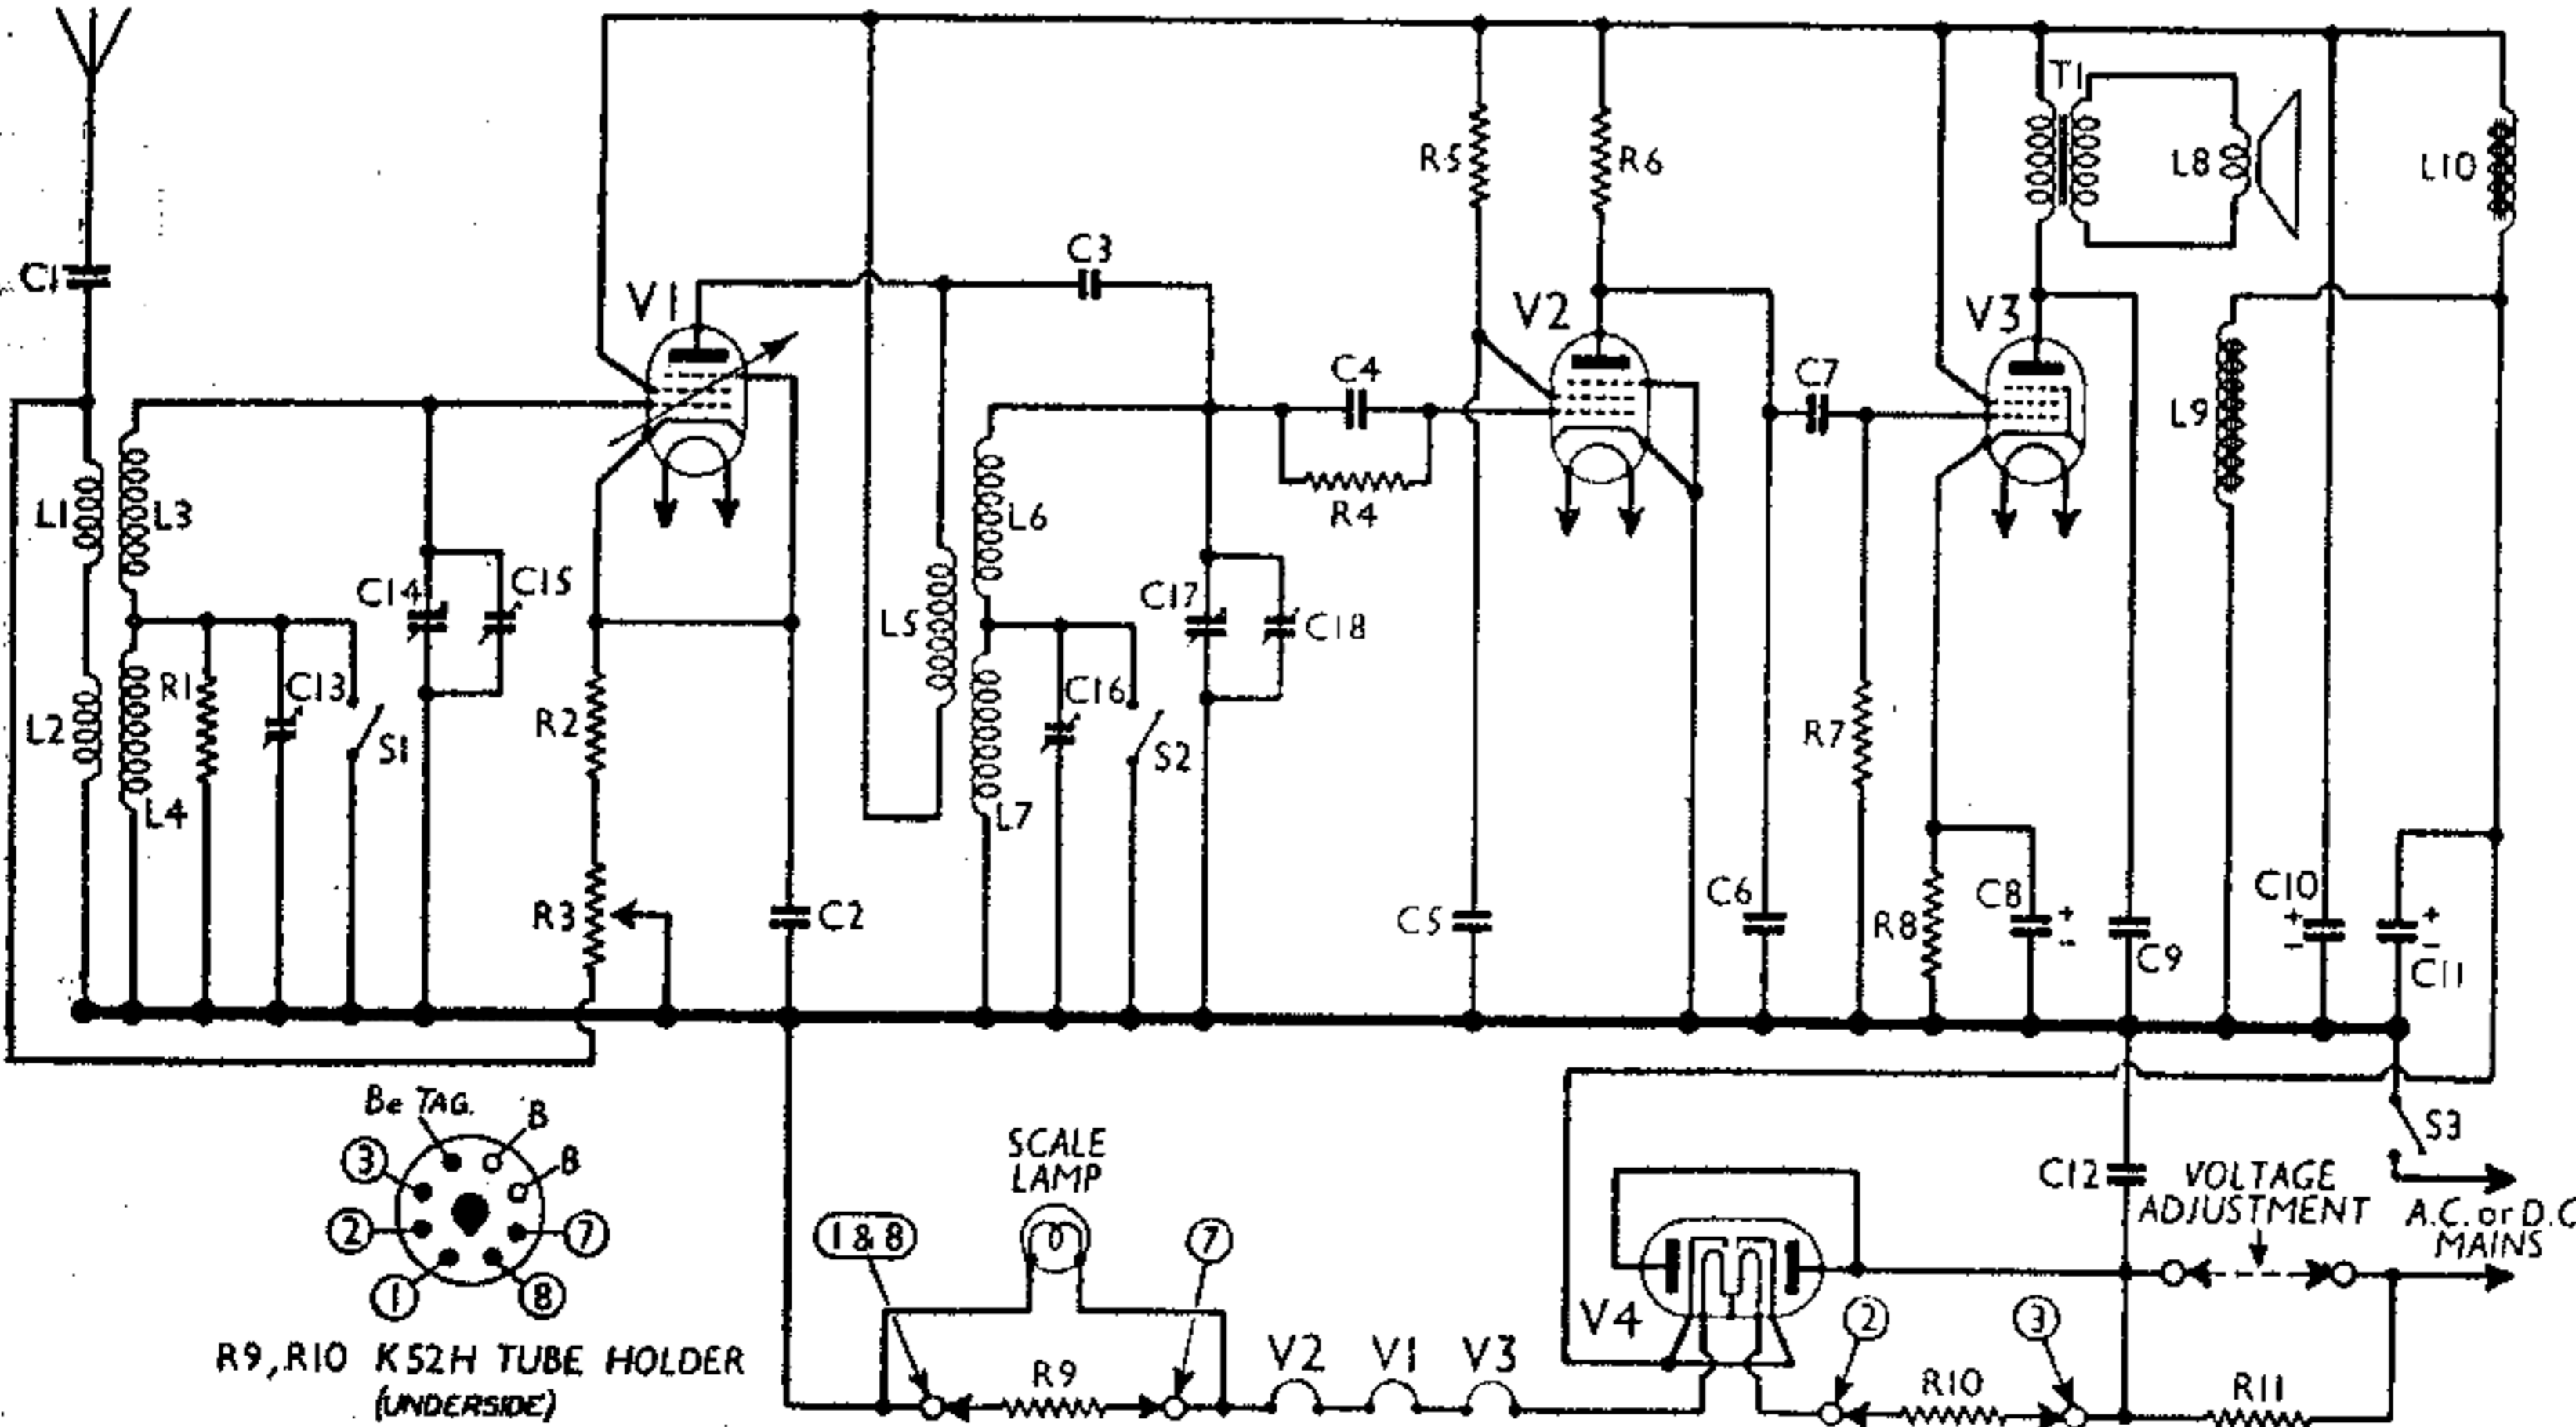 T1
R5
R6
L8
L10
C3
C1
V1
V2
V3
C4
C7
L9
R4
L1
L3
L6
C14
C15
L5
C17
C18
R1
C13
C16
L2
S1
R2
S2
R7
L4
L7
R3
C2
C5
C6
R8
C8
+
-
C9
C10
+
-
+
-
C11
Be TAG.
B
B
3
2
7
1
8
R9, R10 K52H TUBE HOLDER
(UNDERSIDE)
SCALE
LAMP
1 & 8
7
R9
V2
V1
V3
V4
2
3
R10
R11
C12
S3
VOLTAGE
ADJUSTMENT
A.C. or D.C
MAINS